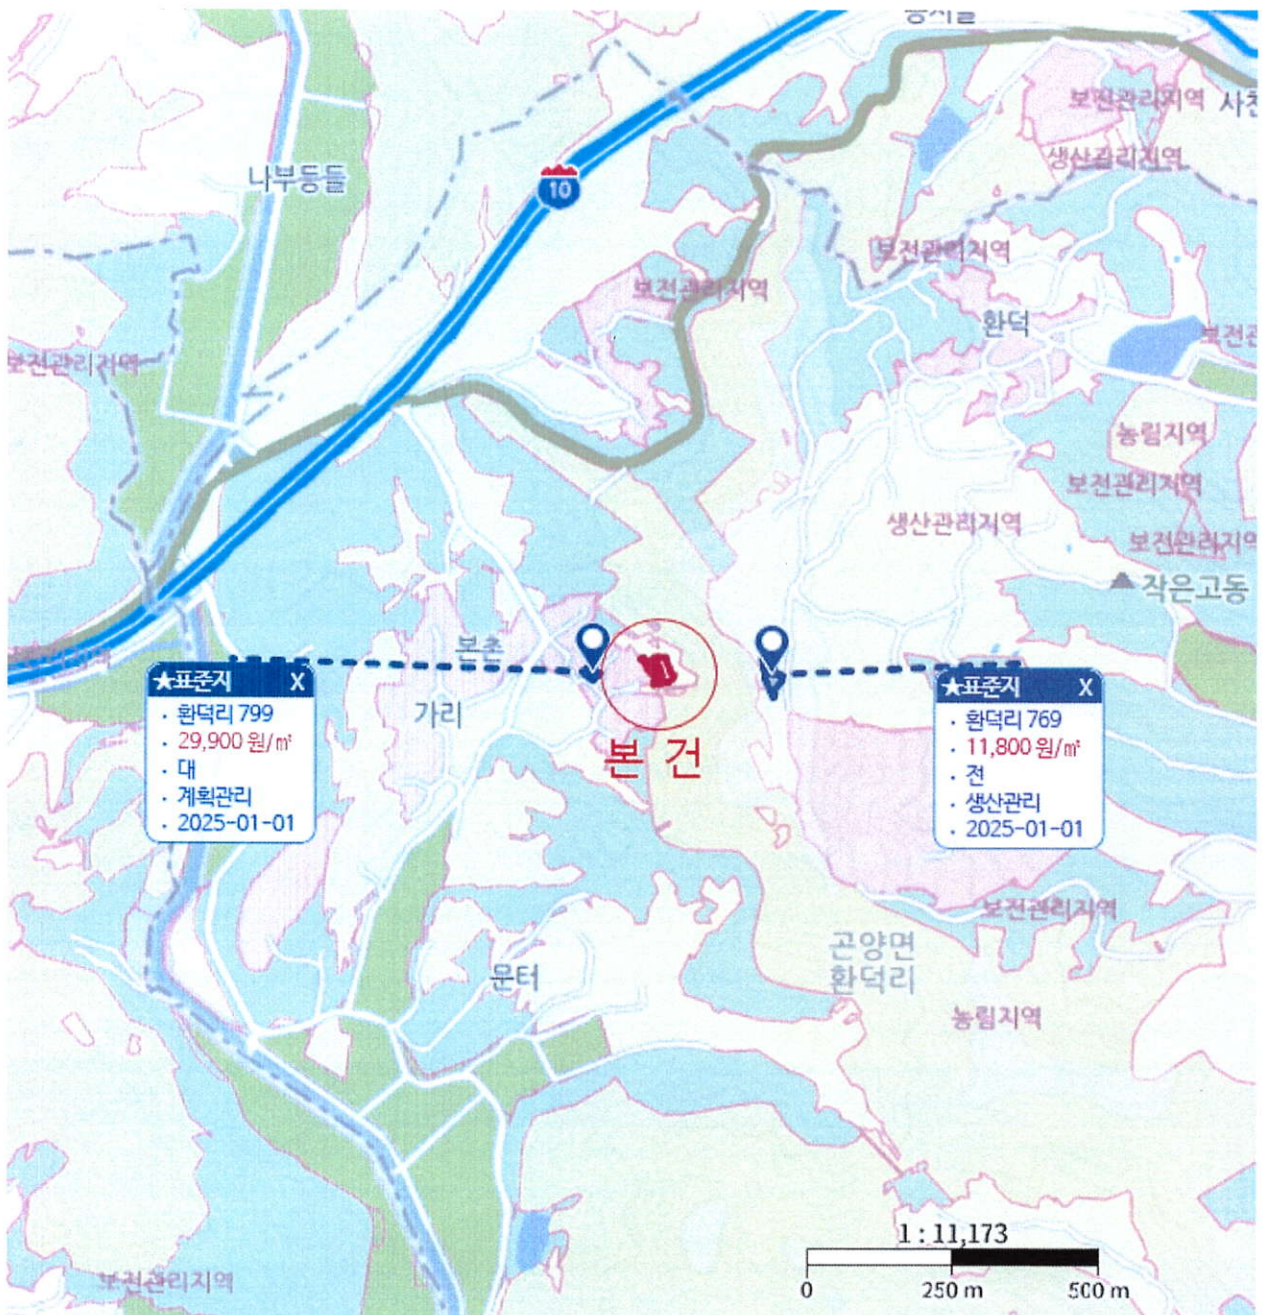 나부등들
10
보전관리지역
사천
생산관리지역
보전관리지역
보전관리지역
환덕
보전관리지역
농림지역
보전관리지역
생산관리지역
보전관리지역
작은고동
본촌
가리
★표준지 X
· 환덕리 799
· 29,900 원/㎡
· 대
· 계획관리
· 2025-01-01
본 건
★표준지 X
· 환덕리 769
· 11,800 원/㎡
· 전
· 생산관리
· 2025-01-01
보전관리지역
곤양면
환덕리
문터
농림지역
보전관리지역
1 : 11,173
0 250 m 500 m